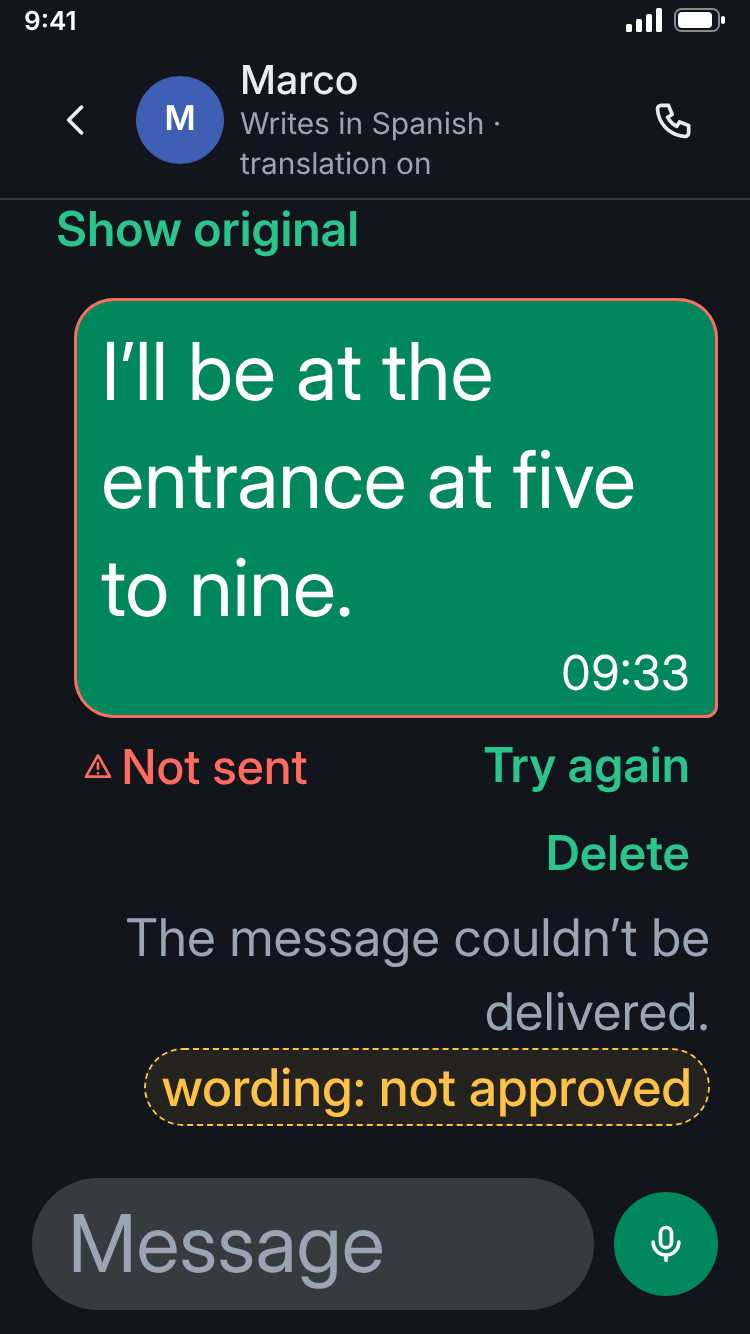 9:41
M
Marco
Writes in Spanish ·
translation on
Show original
I’ll be at the
entrance at five
to nine.
09:33
Not sent
Try again
Delete
The message couldn’t be
delivered.
wording: not approved
Message